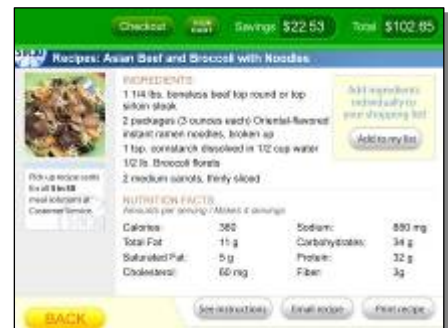 Checkout
Savings $22.53 Total $102.85
Recipes: Asian Beef and Broccoli with Noodles
INGREDIENTS:
1 1/4 lbs. boneless beef top round or top
sirloin steak
2 packages (3 ounces each) Oriental-flavored
instant ramen noodles, broken up
1 tsp. cornstarch dissolved in 1/2 cup water
1/2 lb. Broccoli florets
2 medium carrots, thinly sliced
Add ingredients
individually to
your shopping list
Add to my list
Pick up recipe cards
for all
meal solutions at
Customer Service.
NUTRITION FACTS
Amounts per serving / Makes 4 servings
Calories: 360 Sodium: 880 mg
Total Fat: 11 g Carbohydrates: 34 g
Saturated Fat: 5 g Protein: 32 g
Cholesterol: 60 mg Fiber: 3g
BACK
See instructions
Email recipe
Print recipe